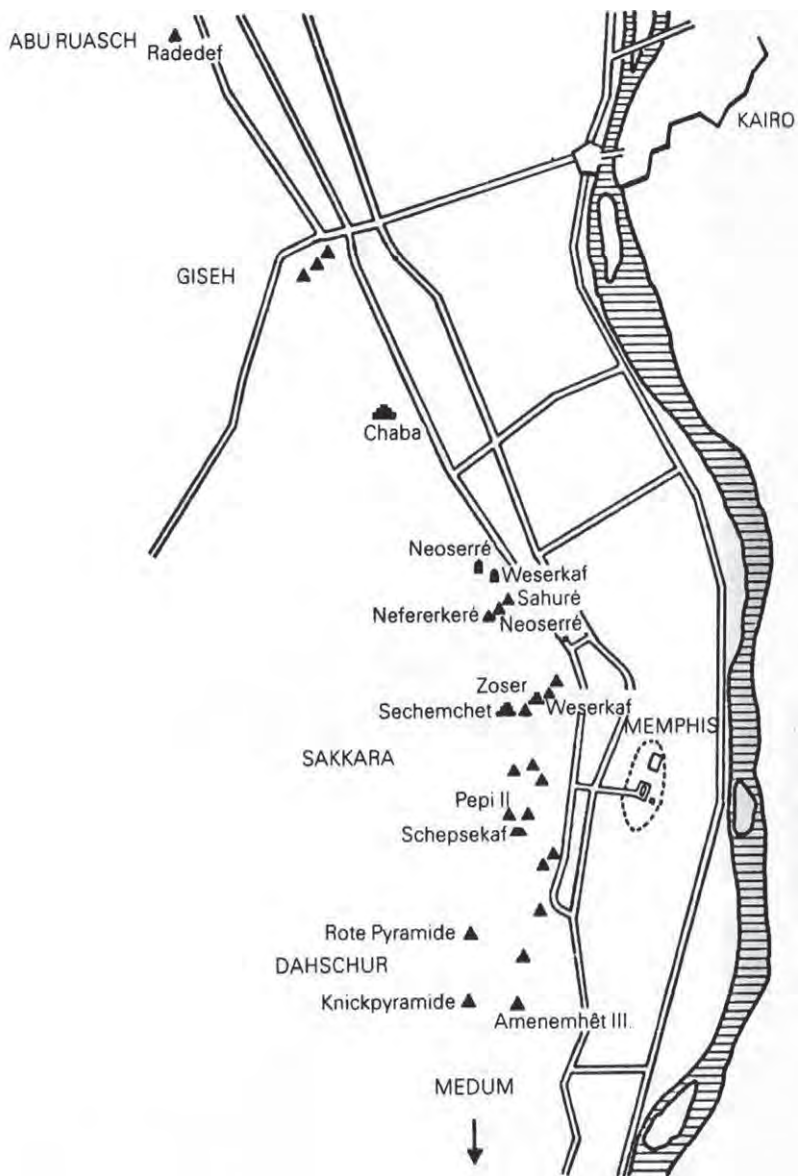 ABU RUASCH
Radedef
KAIRO
GISEH
Chaba
Neoserré
Weserkaf
Sahuré
Nefererkeré
Neoserré
Zoser
Sechemchet
Weserkaf
MEMPHIS
SAKKARA
Pepi II
Schepsekaf
Rote Pyramide
DAHSCHUR
Knickpyramide
Amenemhêt III.
MEDUM